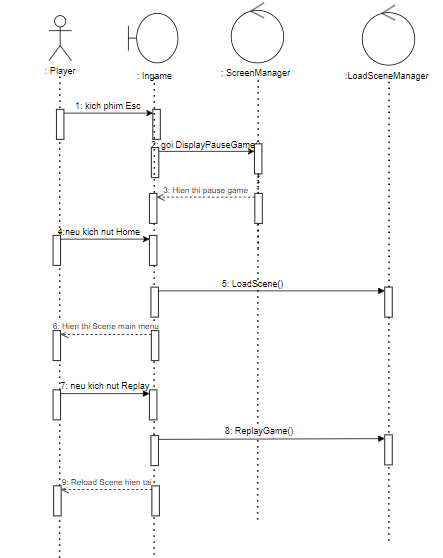 : Player
: Ingame
: ScreenManager
:LoadSceneManager
1: kich phim Esc
2: goi DisplayPauseGame
3: Hien thi pause game
4:neu kich nut Home
5: LoadScene()
6: Hien thi Scene main menu
7: neu kich nut Replay
8: ReplayGame()
9: Reload Scene hien tai